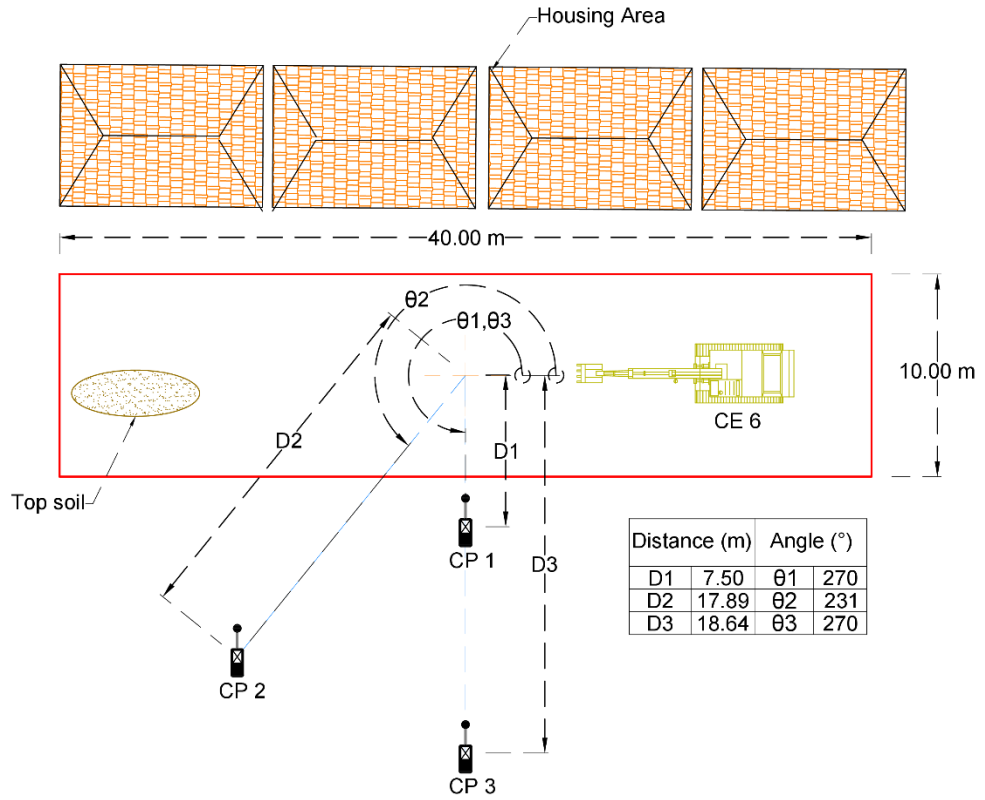 Housing Area
40.00 m
θ2
θ1,θ3
10.00 m
CE 6
D2
D1
Top soil
CP 1
D3
Distance (m) Angle (°)
D1 7.50 θ1 270
D2 17.89 θ2 231
D3 18.64 θ3 270
CP 2
CP 3